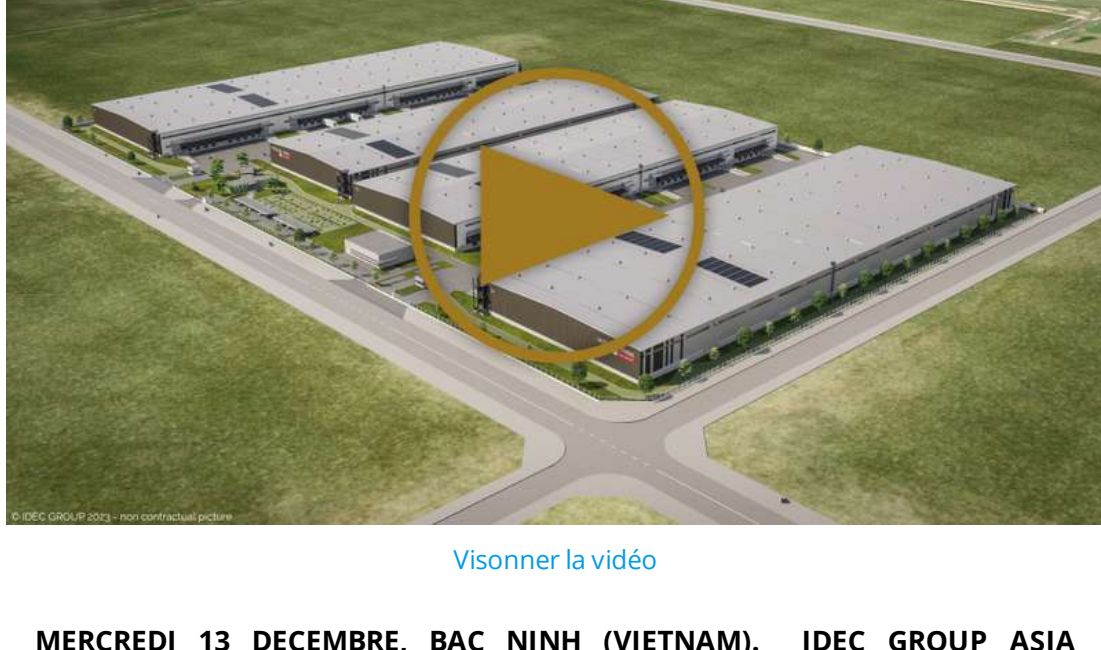 © IDEC GROUP 2023 - non contractual picture
Visonner la vidéo
MERCREDI 13 DECEMBRE, BAC NINH (VIETNAM). IDEC GROUP ASIA